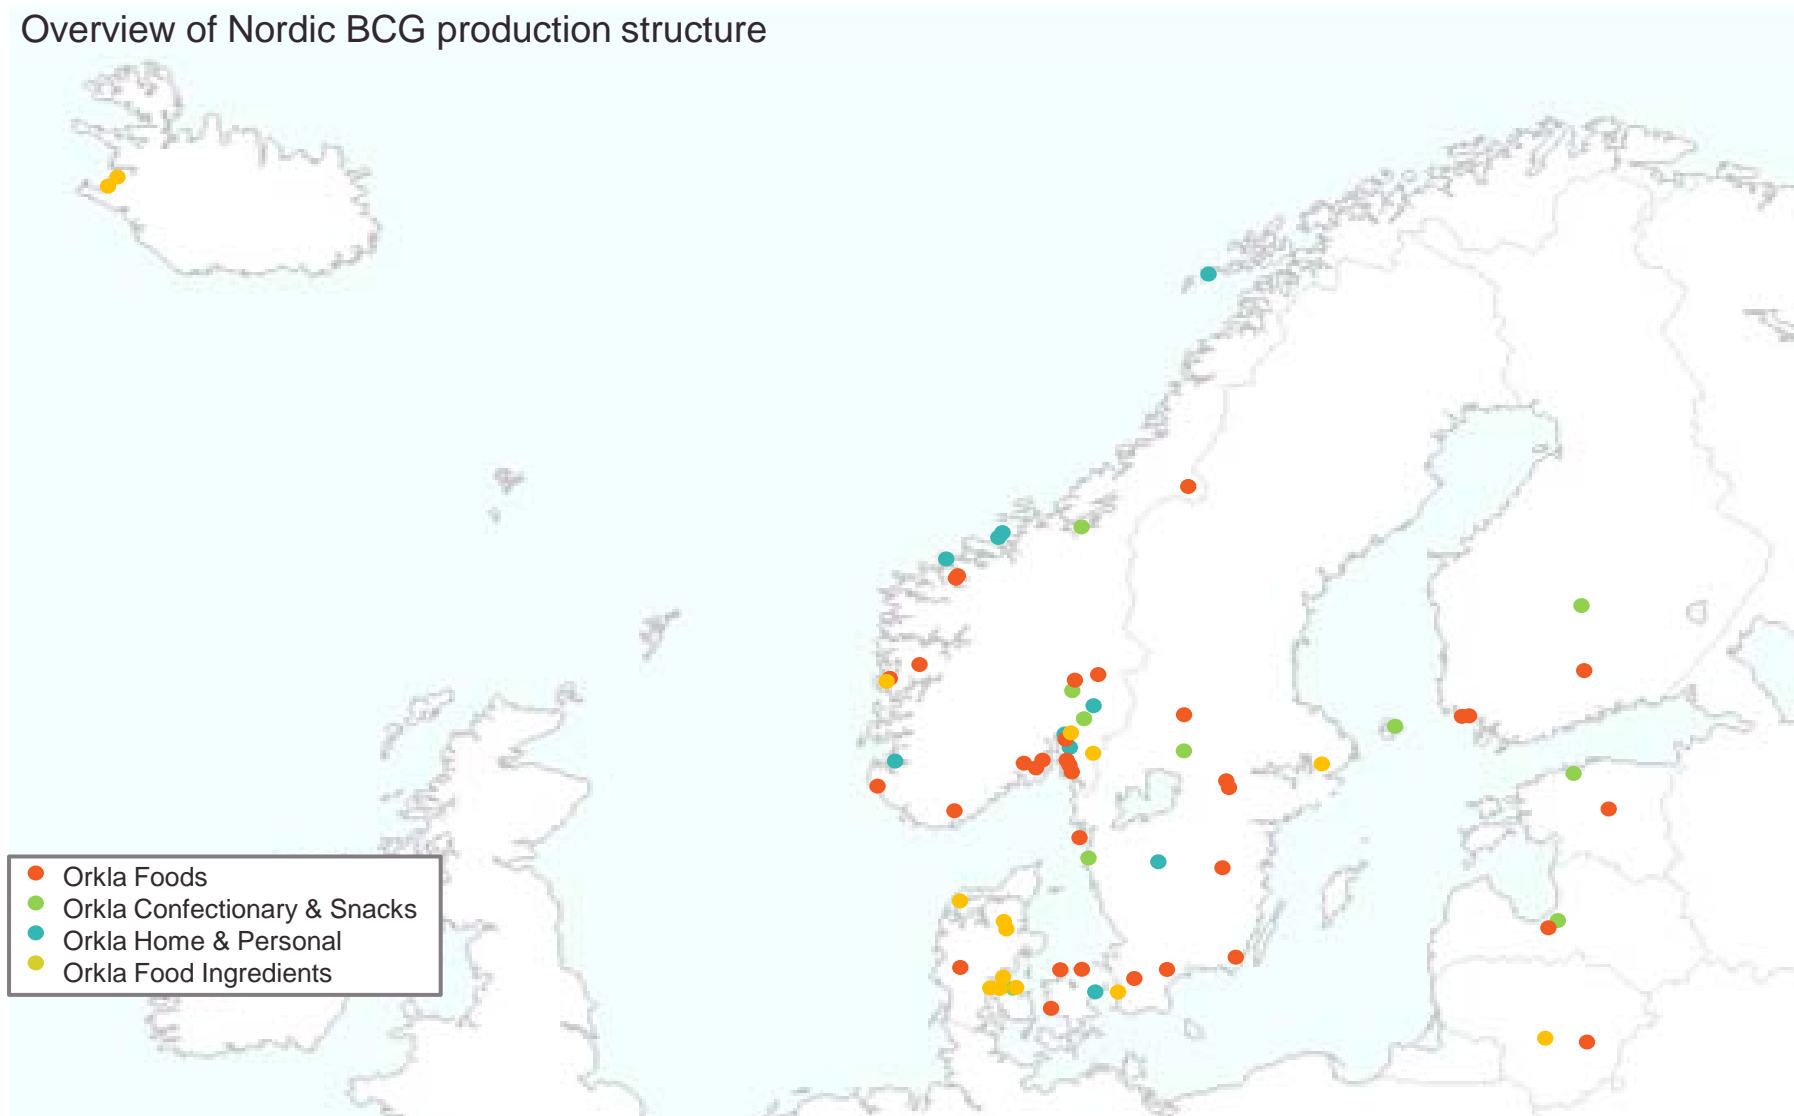 Overview of Nordic BCG production structure
Orkla Foods
Orkla Confectionary & Snacks
Orkla Home & Personal
Orkla Food Ingredients